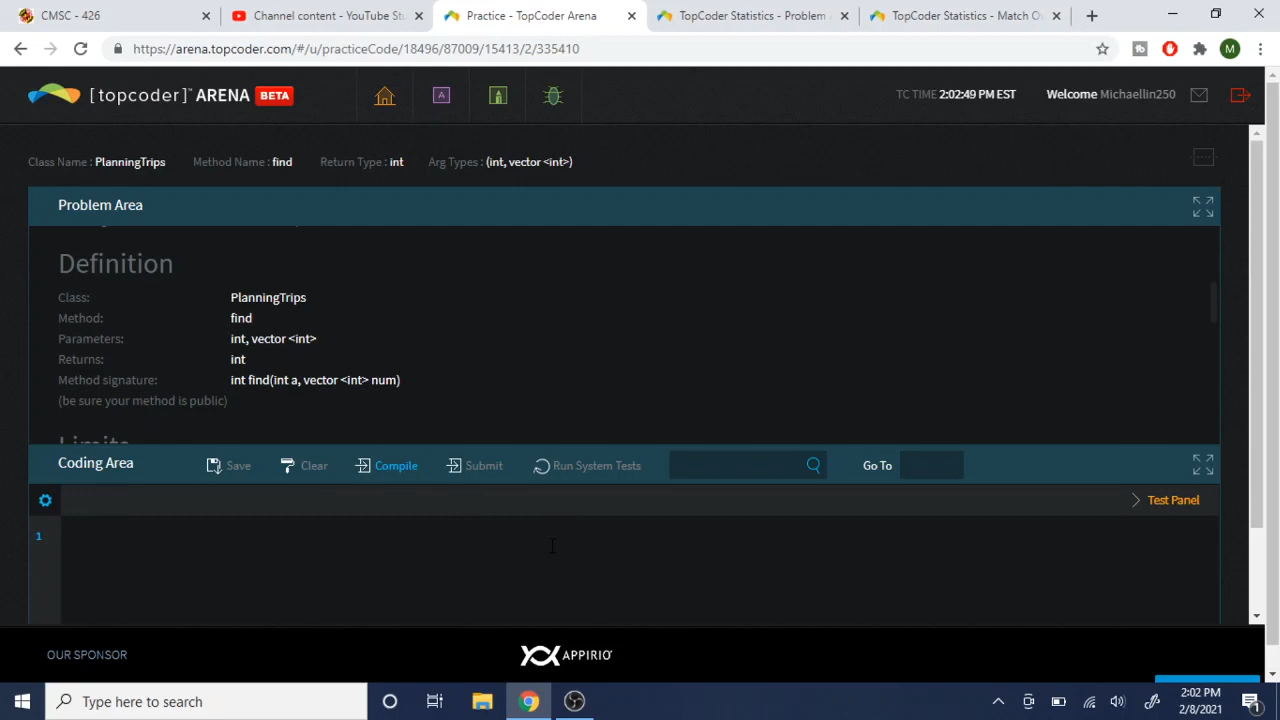 CMSC - 426
Channel content - YouTube Stu
Practice - TopCoder Arena
TopCoder Statistics - Problem
TopCoder Statistics - Match Ov
https://arena.topcoder.com/#/u/practiceCode/18496/87009/15413/2/335410
M
[topcoder]™ ARENA BETA
A
TC TIME 2:02:49 PM EST
Welcome Michaellin250
Class Name : PlanningTrips
Method Name : find
Return Type : int
Arg Types : (int, vector <int>)
Problem Area
Definition
Class: PlanningTrips
Method: find
Parameters: int, vector <int>
Returns: int
Method signature: int find(int a, vector <int> num)
(be sure your method is public)
Limits
Coding Area
Save
Clear
Compile
Submit
Run System Tests
Go To
Test Panel
1
OUR SPONSOR
APPIRIO
Type here to search
2:02 PM
2/8/2021
1